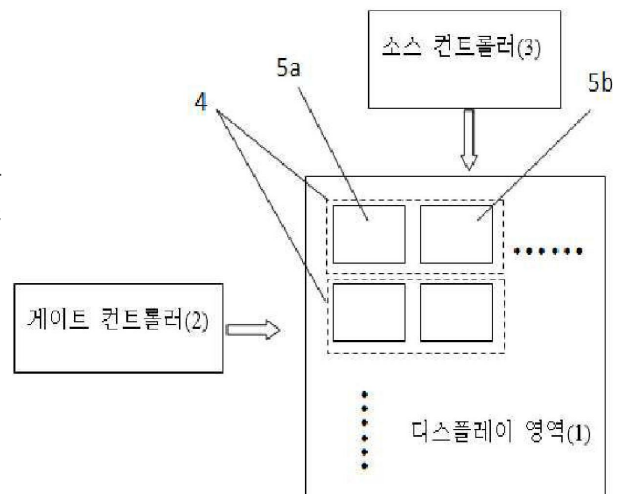 소스 컨트롤러(3)
5a
5b
4
게이트 컨트롤러(2)
디스플레이 영역(1)